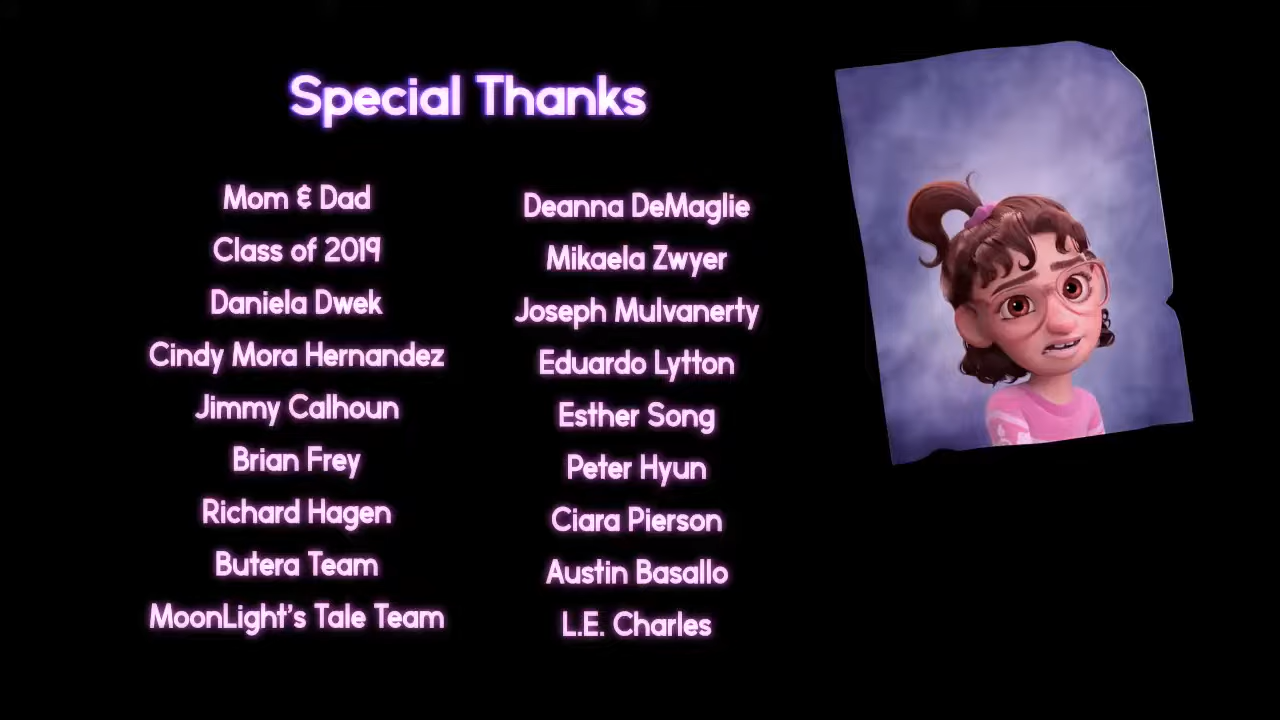 Special Thanks
Mom & Dad
Class of 2019
Daniela Dwek
Cindy Mora Hernandez
Jimmy Calhoun
Brian Frey
Richard Hagen
Butera Team
MoonLight's Tale Team
Deanna DeMaglie
Mikaela Zwyer
Joseph Mulvanerty
Eduardo Lytton
Esther Song
Peter Hyun
Ciara Pierson
Austin Basallo
L.E. Charles